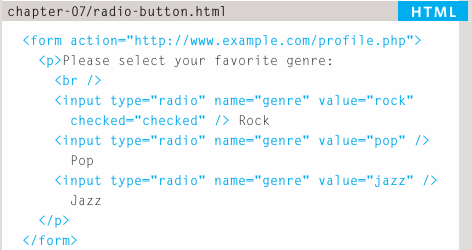 chapter-07/radio-button.html HTML
<form action="http://www.example.com/profile.php">
<p>Please select your favorite genre:
<br />
<input type="radio" name="genre" value="rock"
checked="checked" /> Rock
<input type="radio" name="genre" value="pop" />
Pop
<input type="radio" name="genre" value="jazz" />
Jazz
</p>
</form>